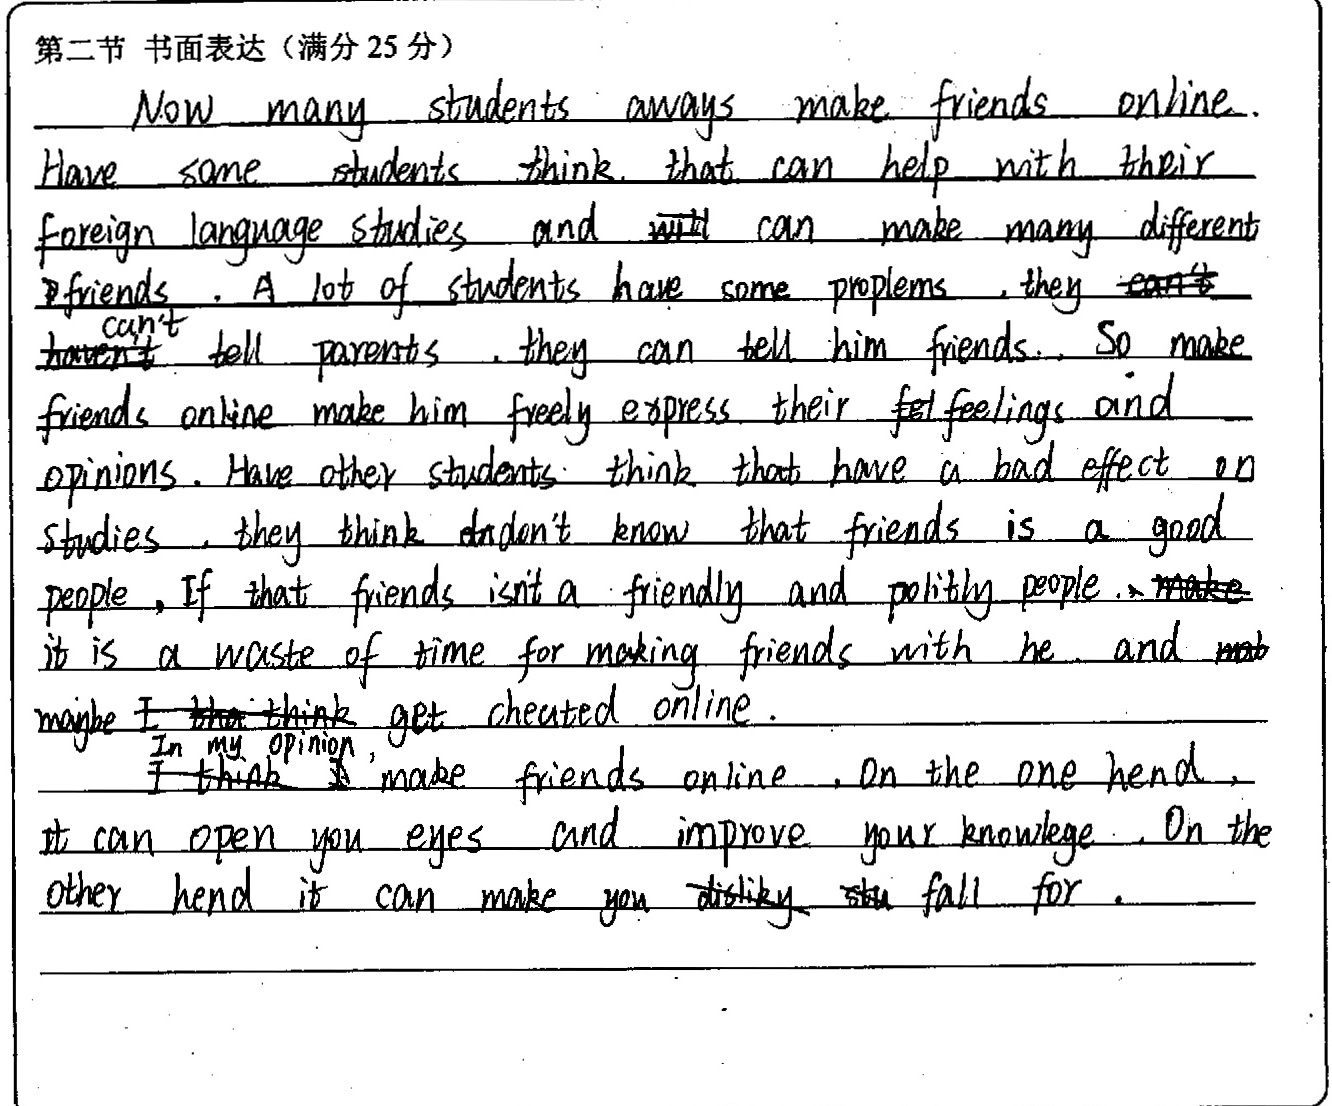 第二节 书面表达（满分 25 分）
Now many students aways make friends online.
Have some students think that can help with their
foreign language studies and can make many different
friends. A lot of students have some proplems. they
can't
tell parents. they can tell him friends. So make
friends online make him freely express their feelings and
opinions. Have other students think that have a bad effect on
studies. they think don't know that friends is a good
people, If that friends isn't a friendly and politly people.
it is a waste of time for making friends with he and
maybe get cheated online.
In my opinion,
make friends online. On the one hend,
it can open you eyes and improve your knowlege. On the
other hend it can make you fall for.